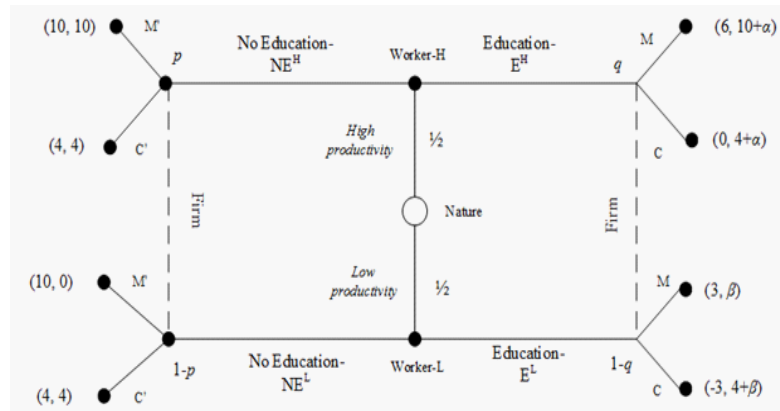 (10, 10)
M'
p
No Education-
NE^H
Worker-H
Education-
E^H
q
M
(6, 10+α)
(4, 4)
C'
High
productivity
½
C
(0, 4+α)
Firm
Nature
Firm
(10, 0)
M'
Low
productivity
½
M
(3, β)
(4, 4)
C'
1-p
No Education-
NE^L
Worker-L
Education-
E^L
1-q
C
(-3, 4+β)